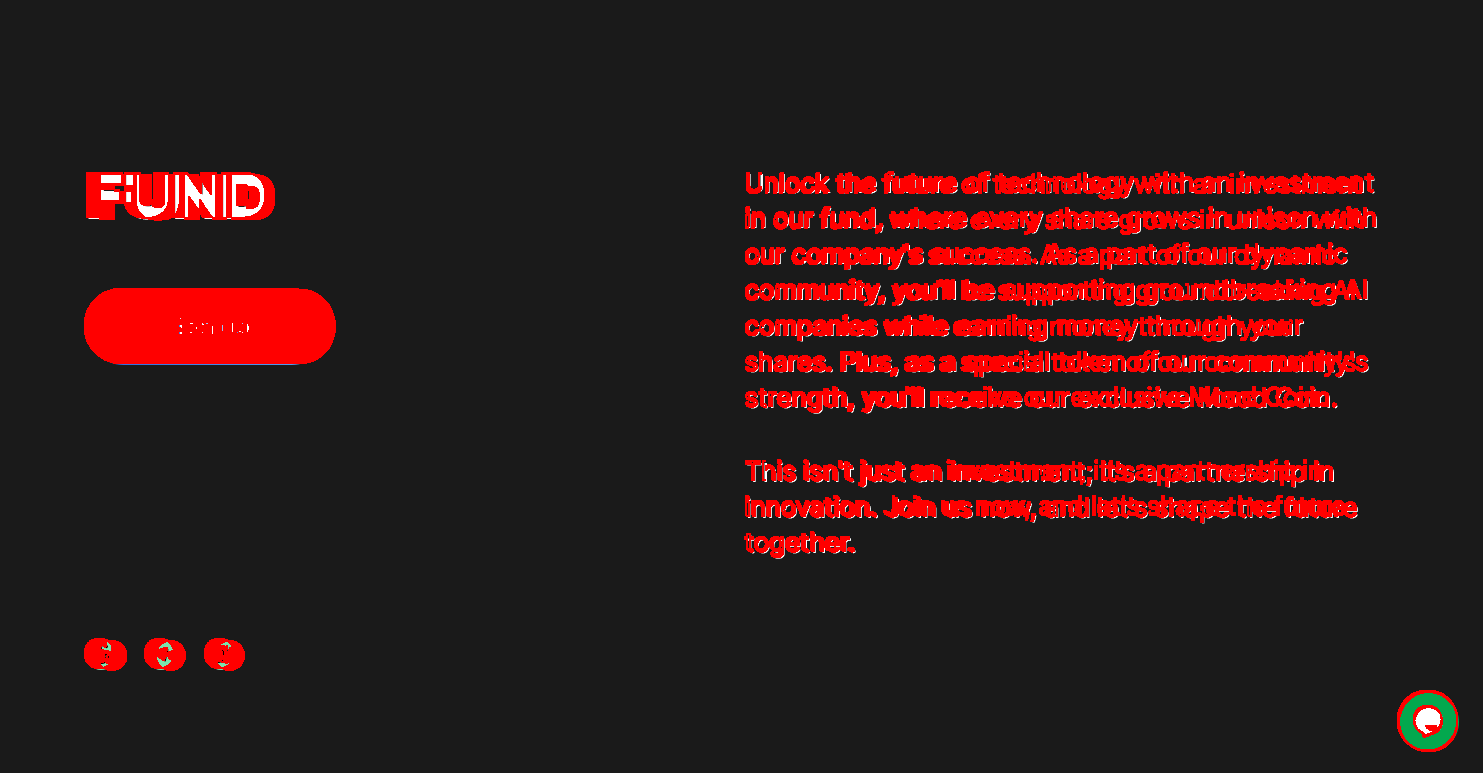 FUND
Unlock the future of technology with an investment
in our fund, where every share grows in unison with
our company's success. As a part of our dynamic
community, you'll be supporting groundbreaking AI
companies while earning money through your
shares. Plus, as a special token of our community's
strength, you'll receive our exclusive Mood Coin.
This isn't just an investment; it's a partnership in
innovation. Join us now, and let's shape the future
together.